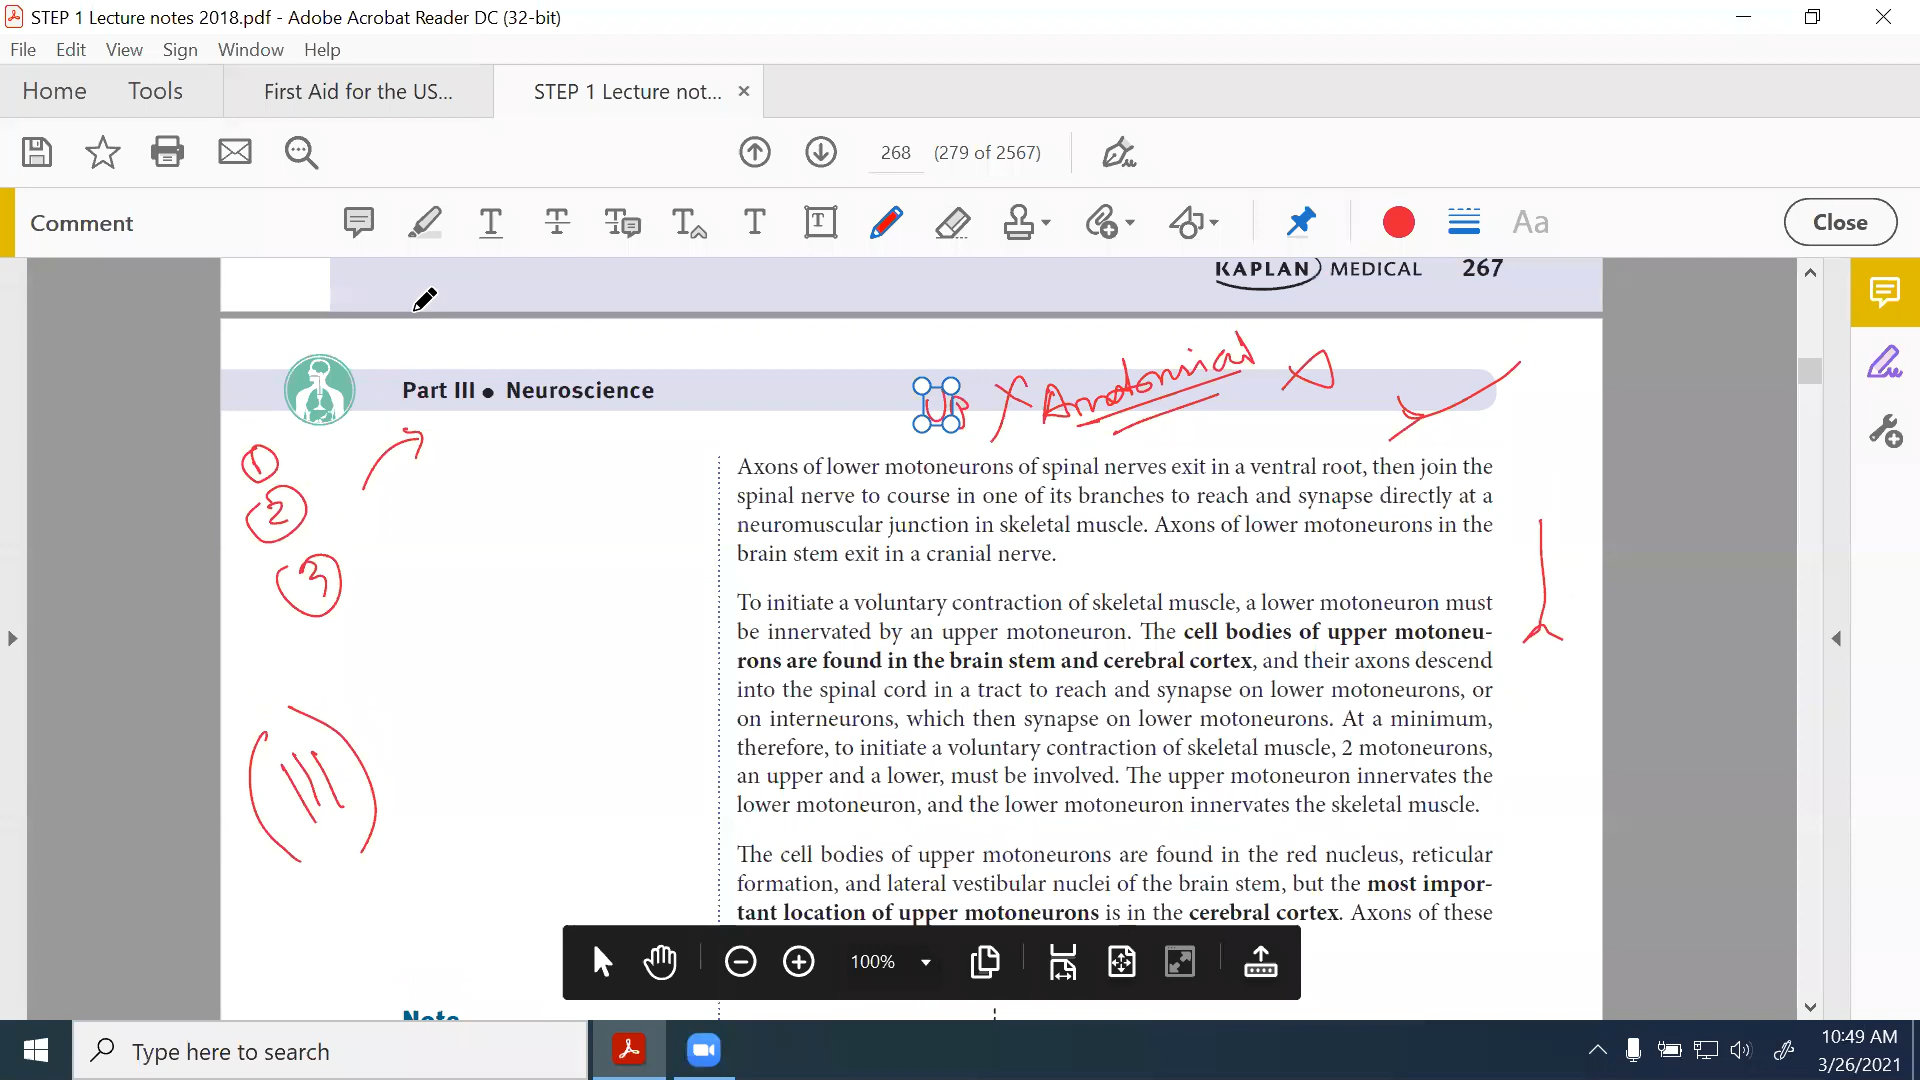 STEP 1 Lecture notes 2018.pdf - Adobe Acrobat Reader DC (32-bit)
File Edit View Sign Window Help
Home Tools First Aid for the US... STEP 1 Lecture not... ×
268 (279 of 2567)
Comment Aa Close
KAPLAN MEDICAL 267
Part III • Neuroscience
Up
1
2
3
Axons of lower motoneurons of spinal nerves exit in a ventral root, then join the
spinal nerve to course in one of its branches to reach and synapse directly at a
neuromuscular junction in skeletal muscle. Axons of lower motoneurons in the
brain stem exit in a cranial nerve.
To initiate a voluntary contraction of skeletal muscle, a lower motoneuron must
be innervated by an upper motoneuron. The cell bodies of upper motoneu-
rons are found in the brain stem and cerebral cortex, and their axons descend
into the spinal cord in a tract to reach and synapse on lower motoneurons, or
on interneurons, which then synapse on lower motoneurons. At a minimum,
therefore, to initiate a voluntary contraction of skeletal muscle, 2 motoneurons,
an upper and a lower, must be involved. The upper motoneuron innervates the
lower motoneuron, and the lower motoneuron innervates the skeletal muscle.
The cell bodies of upper motoneurons are found in the red nucleus, reticular
formation, and lateral vestibular nuclei of the brain stem, but the most impor-
tant location of upper motoneurons is in the cerebral cortex. Axons of these
100%
Note
Type here to search
10:49 AM
3/26/2021